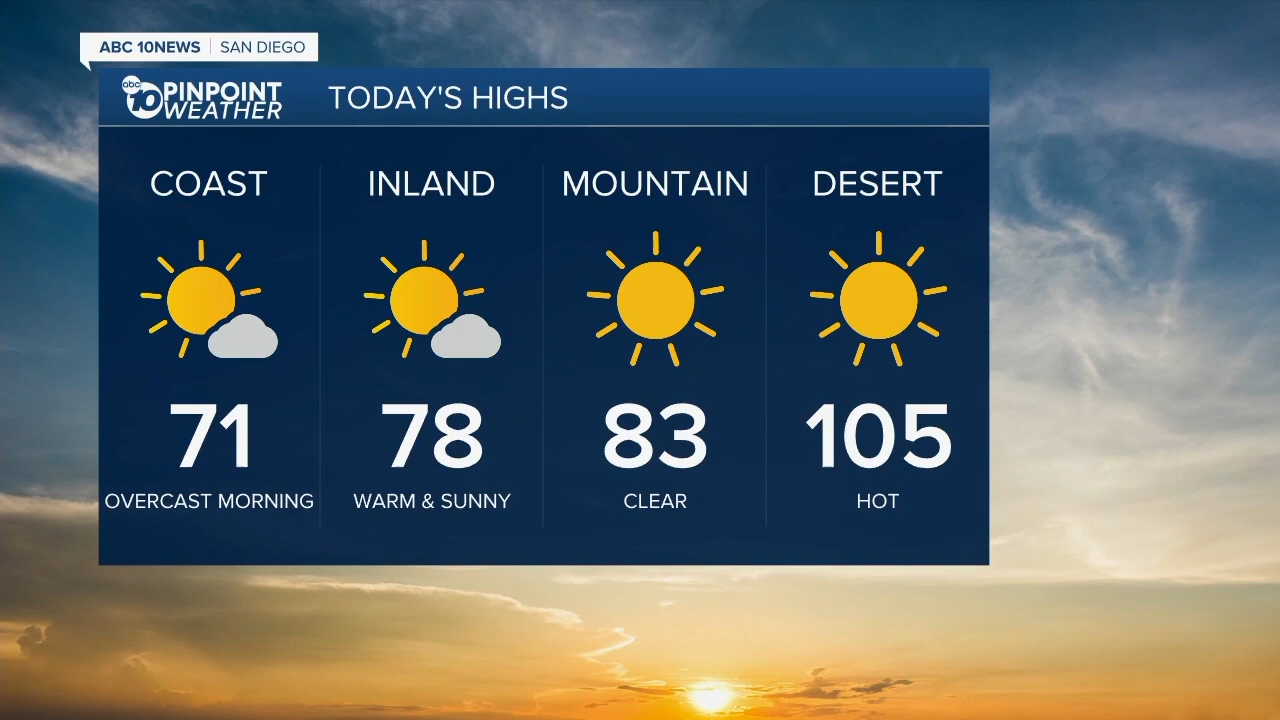 ABC 10NEWS | SAN DIEGO
abc 10 PINPOINT WEATHER
TODAY'S HIGHS
COAST
INLAND
MOUNTAIN
DESERT
71
78
83
105
OVERCAST MORNING
WARM & SUNNY
CLEAR
HOT